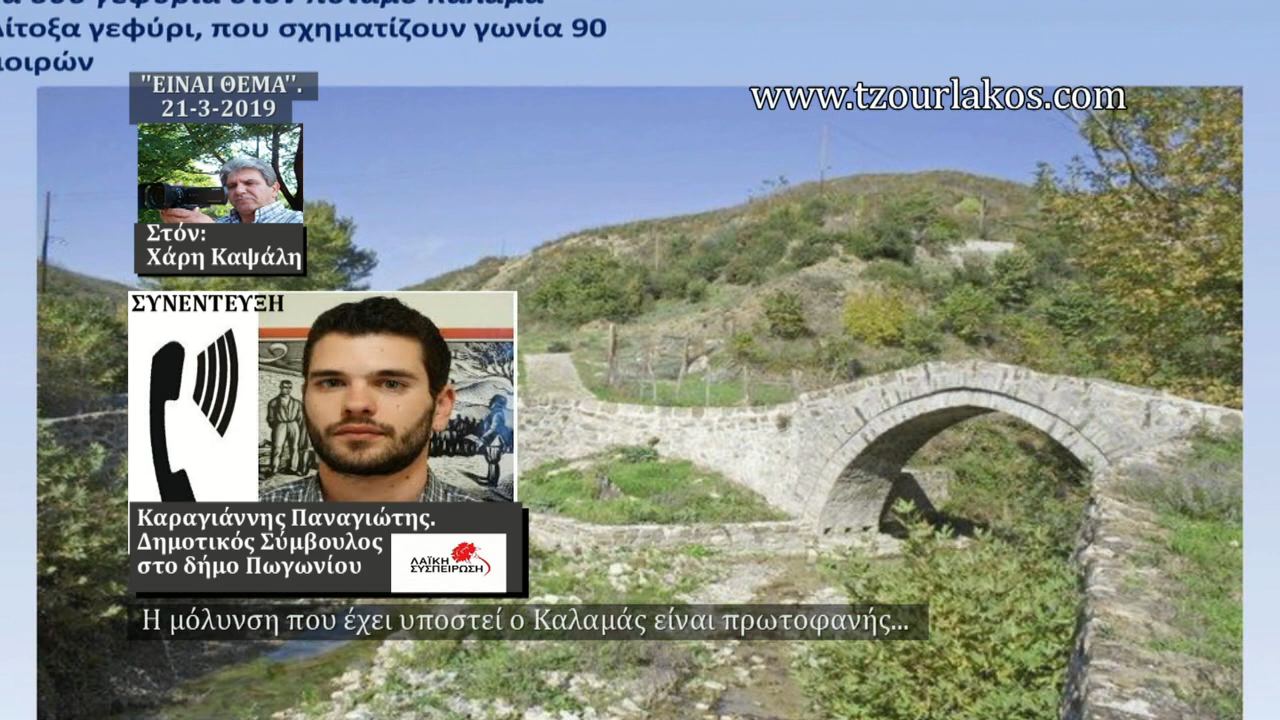 δύο γεφύρια στον ποταμό Καλαμά
λίτοξα γεφύρι, που σχηματίζουν γωνία 90
μοιρών
"ΕΙΝΑΙ ΘΕΜΑ".
21-3-2019
www.tzourlakos.com
Στόν:
Χάρη Καψάλη
ΣΥΝΕΝΤΕΥΞΗ
Καραγιάννης Παναγιώτης.
Δημοτικός Σύμβουλος
στο δήμο Πωγωνίου
ΛΑΪΚΗ
ΣΥΣΠΕΙΡΩΣΗ
Η μόλυνση που έχει υποστεί ο Καλαμάς είναι πρωτοφανής...